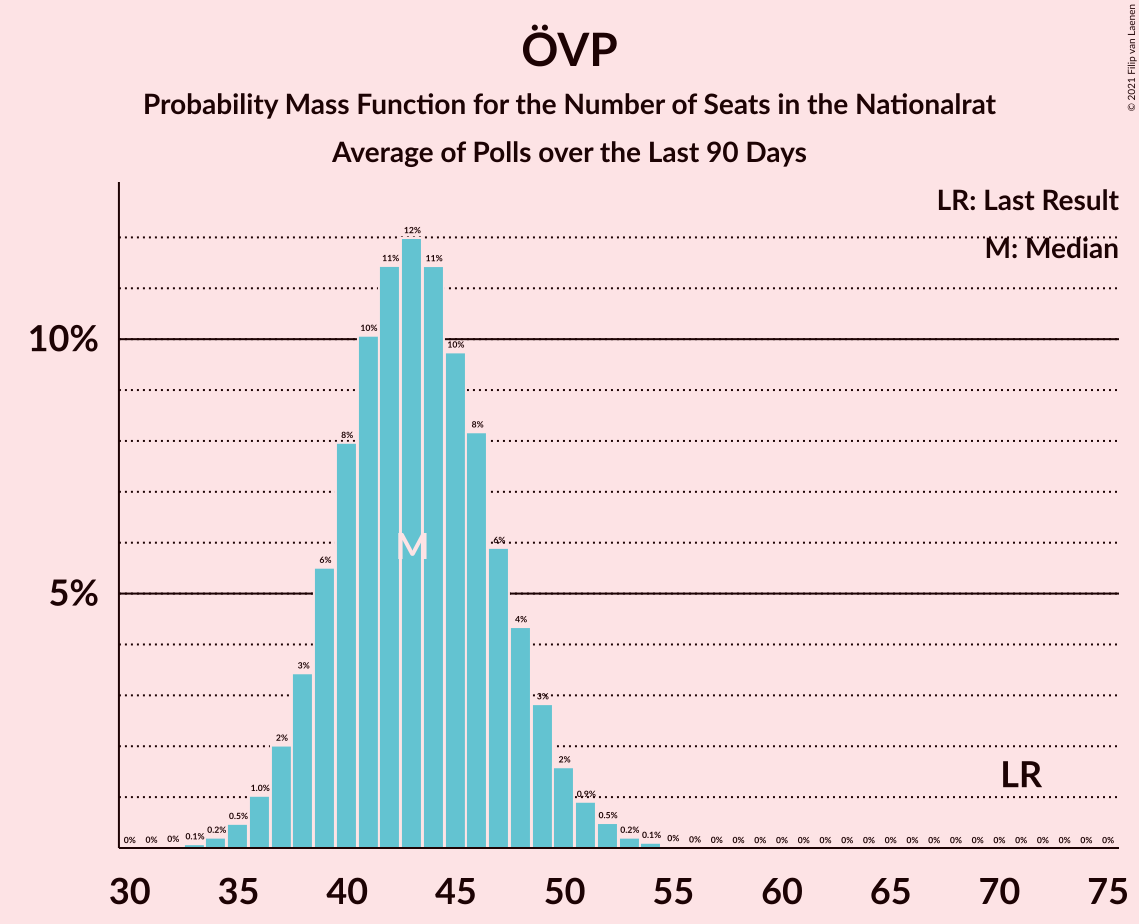 ÖVP
Probability Mass Function for the Number of Seats in the Nationalrat
Average of Polls over the Last 90 Days
© 2021 Filip van Laenen
LR: Last Result
M: Median
10%
5%
0% 0% 0% 0.1% 0.2% 0.5% 1.0% 2% 3% 6% 8% 10% 11% 12% 11% 10% 8% 6% 4% 3% 2% 0.9% 0.5% 0.2% 0.1% 0% 0% 0% 0% 0% 0% 0% 0% 0% 0% 0% 0% 0% 0% 0% 0% 0% 0% 0% 0% 0%
M
LR
30 35 40 45 50 55 60 65 70 75